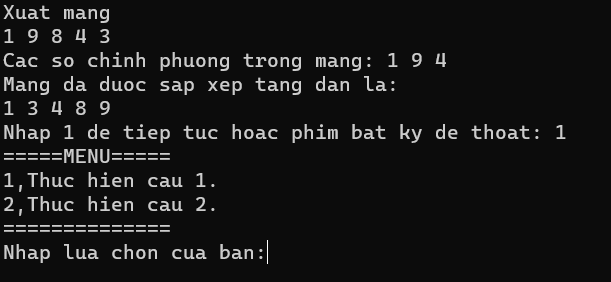 Xuat mang
1 9 8 4 3
Cac so chinh phuong trong mang: 1 9 4
Mang da duoc sap xep tang dan la:
1 3 4 8 9
Nhap 1 de tiep tuc hoac phim bat ky de thoat: 1
=====MENU=====
1,Thuc hien cau 1.
2,Thuc hien cau 2.
==============
Nhap lua chon cua ban: